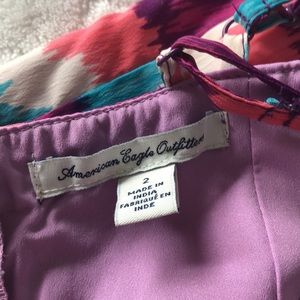 American Eagle Outfitters
2
MADE IN
INDIA
FABRIQUÉ EN
INDE